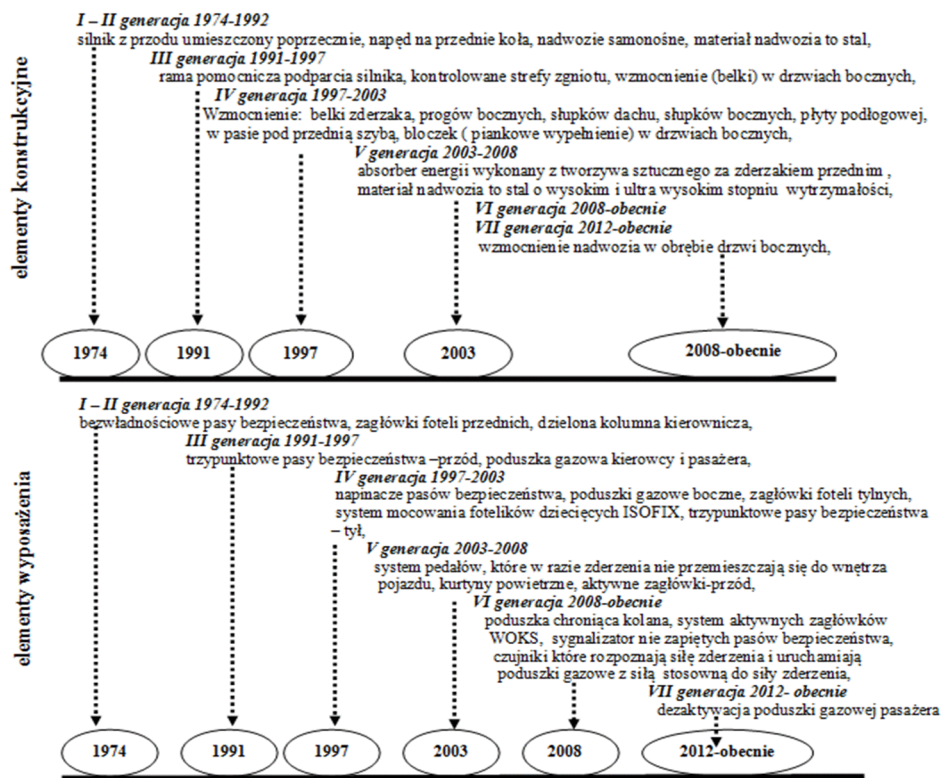 elementy konstrukcyjne
I – II generacja 1974-1992
silnik z przodu umieszczony poprzecznie, napęd na przednie koła, nadwozie samonośne, materiał nadwozia to stal,
III generacja 1991-1997
rama pomocnicza podparcia silnika, kontrolowane strefy zgniotu, wzmocnienie (belki) w drzwiach bocznych,
IV generacja 1997-2003
Wzmocnienie: belki zderzaka, progów bocznych, słupków dachu, słupków bocznych, płyty podłogowej,
w pasie pod przednią szybą, bloczek ( piankowe wypełnienie) w drzwiach bocznych,
V generacja 2003-2008
absorber energii wykonany z tworzywa sztucznego za zderzakiem przednim ,
materiał nadwozia to stal o wysokim i ultra wysokim stopniu wytrzymałości,
VI generacja 2008-obecnie
VII generacja 2012-obecnie
wzmocnienie nadwozia w obrębie drzwi bocznych,
1974
1991
1997
2003
2008-obecnie
elementy wyposażenia
I – II generacja 1974-1992
bezwładnościowe pasy bezpieczeństwa, zagłówki foteli przednich, dzielona kolumna kierownicza,
III generacja 1991-1997
trzypunktowe pasy bezpieczeństwa –przód, poduszka gazowa kierowcy i pasażera,
IV generacja 1997-2003
napinacze pasów bezpieczeństwa, poduszki gazowe boczne, zagłówki foteli tylnych,
system mocowania fotelików dziecięcych ISOFIX, trzypunktowe pasy bezpieczeństwa
– tył,
V generacja 2003-2008
system pedałów, które w razie zderzenia nie przemieszczają się do wnętrza
pojazdu, kurtyny powietrzne, aktywne zagłówki-przód,
VI generacja 2008-obecnie
poduszka chroniąca kolana, system aktywnych zagłówków
WOKS, sygnalizator nie zapiętych pasów bezpieczeństwa,
czujniki które rozpoznają siłę zderzenia i uruchamiają
poduszki gazowe z siłą stosowną do siły zderzenia,
VII generacja 2012- obecnie
dezaktywacja poduszki gazowej pasażera
1974
1991
1997
2003
2008
2012-obecnie